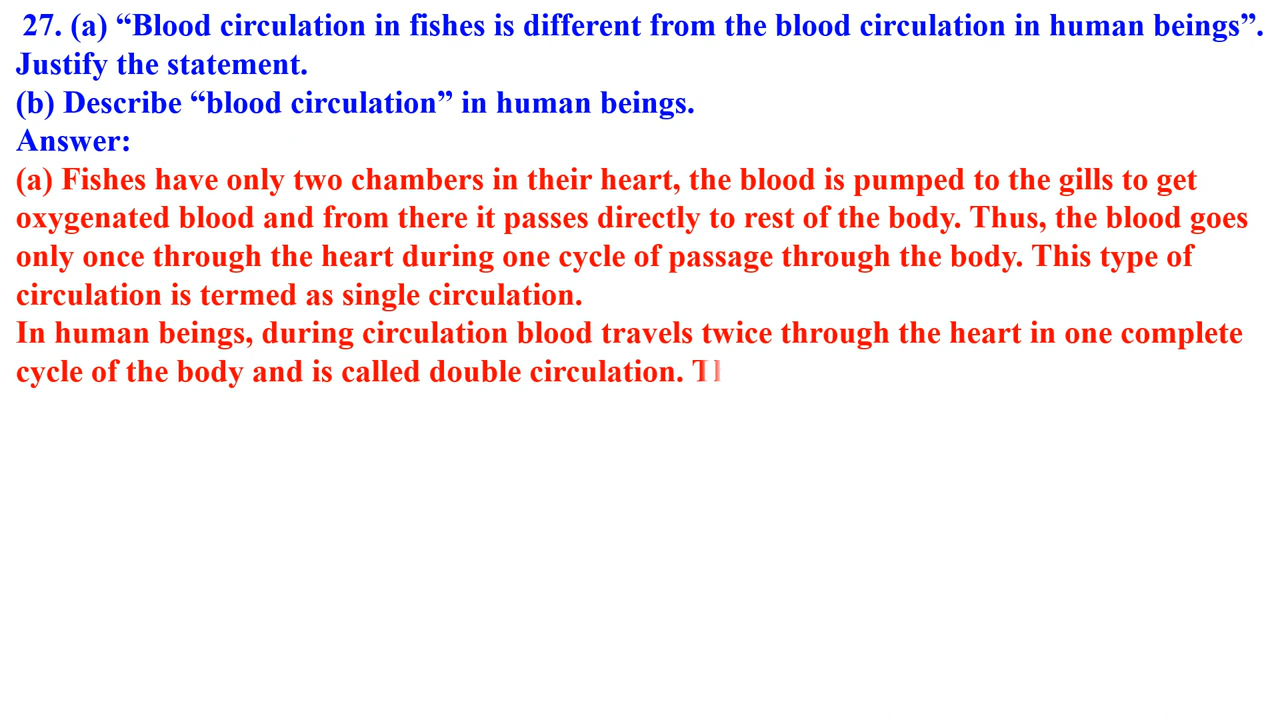 27. (a) “Blood circulation in fishes is different from the blood circulation in human beings”.
Justify the statement.
(b) Describe “blood circulation” in human beings.
Answer:
(a) Fishes have only two chambers in their heart, the blood is pumped to the gills to get
oxygenated blood and from there it passes directly to rest of the body. Thus, the blood goes
only once through the heart during one cycle of passage through the body. This type of
circulation is termed as single circulation.
In human beings, during circulation blood travels twice through the heart in one complete
cycle of the body and is called double circulation.